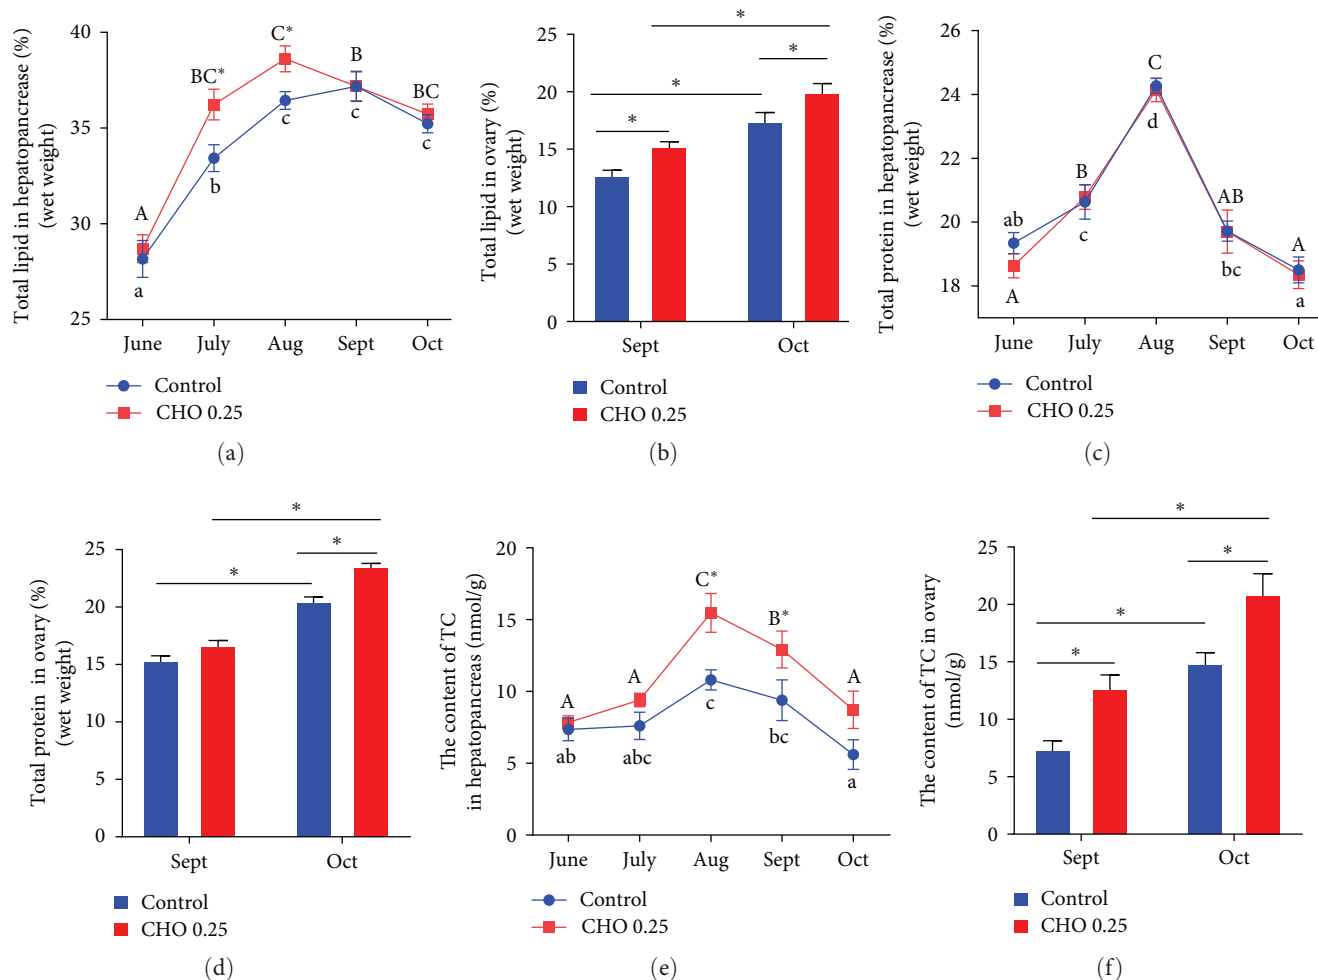 Total lipid in hepatopancrease (%)
(wet weight)
40
35
30
25
A
BC*
C*
B
BC
a
b
c
c
c
June July Aug Sept Oct
Control
CHO 0.25
(a)
Total lipid in ovary (%)
(wet weight)
25
20
15
10
5
0
*
*
*
*
Sept Oct
Control
CHO 0.25
(b)
Total protein in hepatopancrease (%)
(wet weight)
26
24
22
20
18
ab
B
C
AB
A
A
c
d
bc
a
June July Aug Sept Oct
Control
CHO 0.25
(c)
Total protein in ovary (%)
(wet weight)
25
20
15
10
5
0
*
*
*
Sept Oct
Control
CHO 0.25
(d)
The content of TC
in hepatopancreas (nmol/g)
20
15
10
5
0
A
A
C*
B*
A
ab
abc
c
bc
a
June July Aug Sept Oct
Control
CHO 0.25
(e)
The content of TC in ovary
(nmol/g)
25
20
15
10
5
0
*
*
*
*
Sept Oct
Control
CHO 0.25
(f)